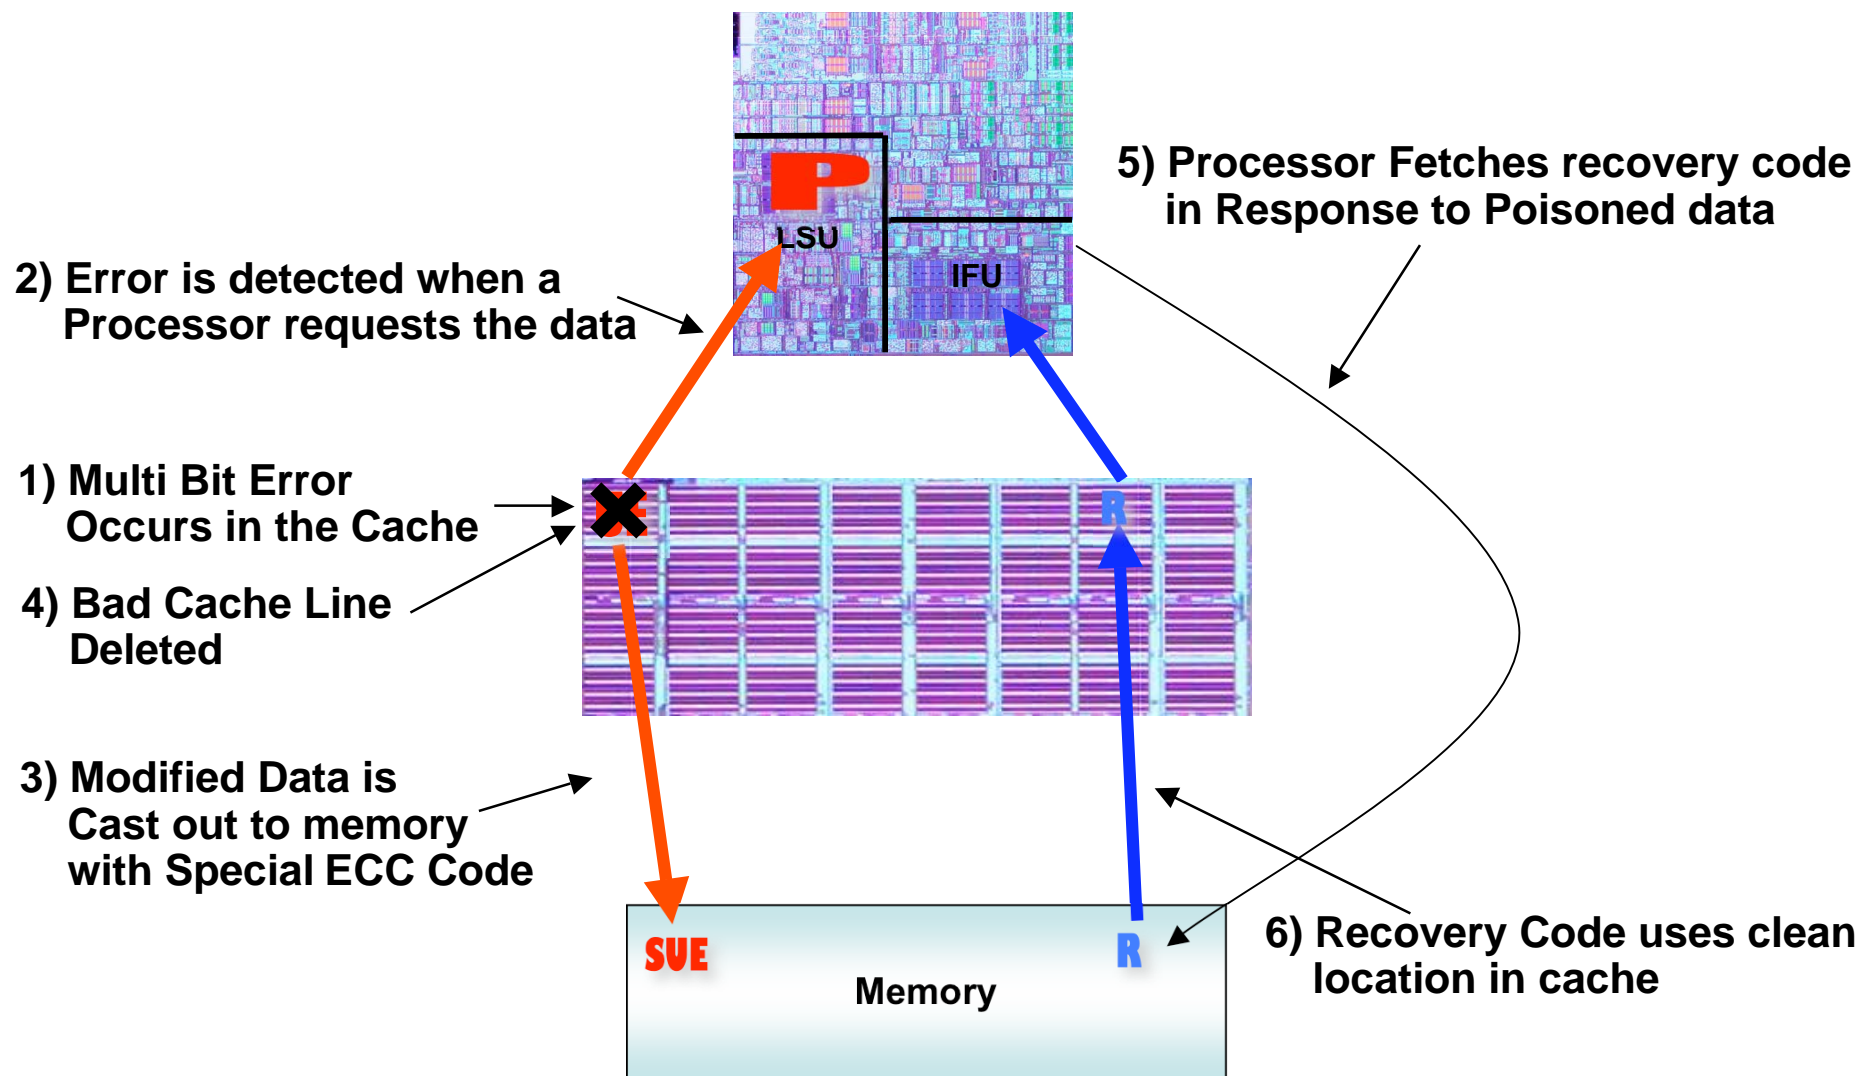 P
LSU
IFU
5) Processor Fetches recovery code
in Response to Poisoned data
2) Error is detected when a
Processor requests the data
1) Multi Bit Error
Occurs in the Cache
R
4) Bad Cache Line
Deleted
3) Modified Data is
Cast out to memory
with Special ECC Code
SUE
R
Memory
6) Recovery Code uses clean
location in cache